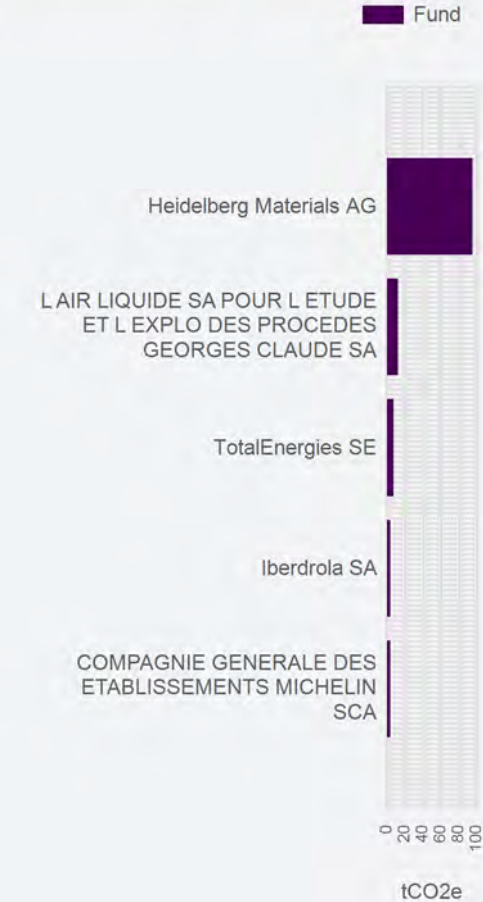 Fund
Heidelberg Materials AG
L AIR LIQUIDE SA POUR L ETUDE
ET L EXPLO DES PROCEDES
GEORGES CLAUDE SA
TotalEnergies SE
Iberdrola SA
COMPAGNIE GENERALE DES
ETABLISSEMENTS MICHELIN
SCA
0
20
40
60
80
100
tCO2e